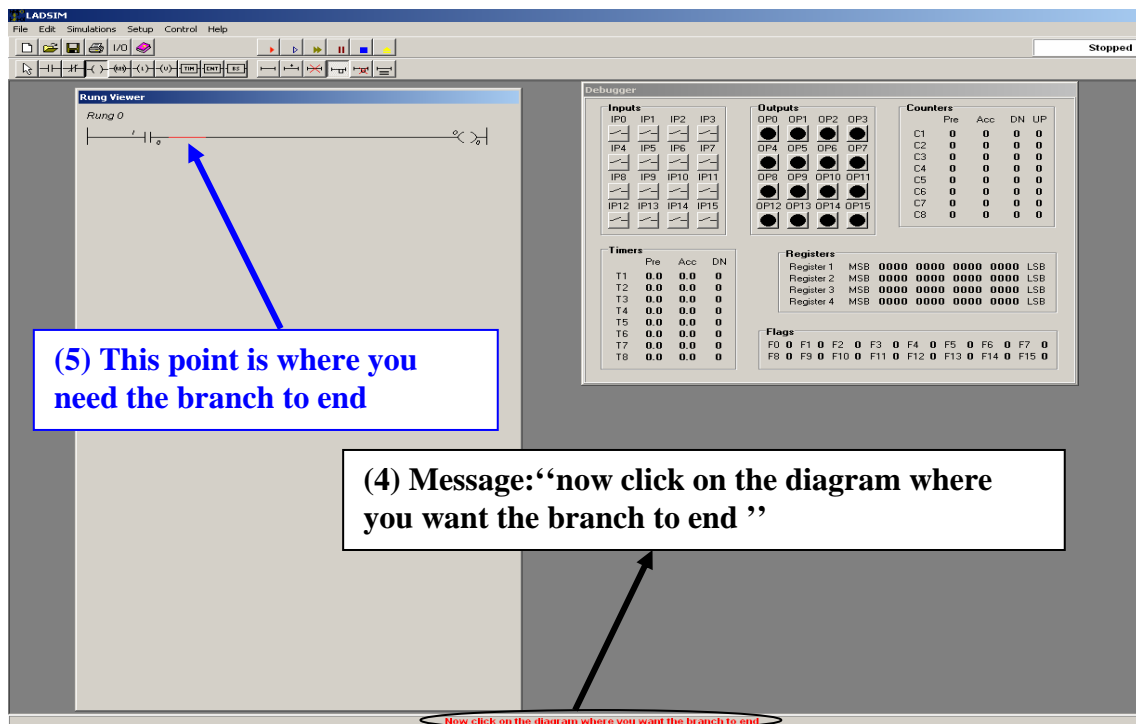 LADSIM
File Edit Simulations Setup Control Help
I/O
Stopped
(M) (L) (U) TIM CNT RS
Rung Viewer
Rung 0
I
0
O
0
Debugger
Inputs
IP0 IP1 IP2 IP3
IP4 IP5 IP6 IP7
IP8 IP9 IP10 IP11
IP12 IP13 IP14 IP15
Outputs
OP0 OP1 OP2 OP3
OP4 OP5 OP6 OP7
OP8 OP9 OP10 OP11
OP12 OP13 OP14 OP15
Counters
Pre Acc DN UP
C1 0 0 0 0
C2 0 0 0 0
C3 0 0 0 0
C4 0 0 0 0
C5 0 0 0 0
C6 0 0 0 0
C7 0 0 0 0
C8 0 0 0 0
Timers
Pre Acc DN
T1 0.0 0.0 0
T2 0.0 0.0 0
T3 0.0 0.0 0
T4 0.0 0.0 0
T5 0.0 0.0 0
T6 0.0 0.0 0
T7 0.0 0.0 0
T8 0.0 0.0 0
Registers
Register 1 MSB 0000 0000 0000 0000 LSB
Register 2 MSB 0000 0000 0000 0000 LSB
Register 3 MSB 0000 0000 0000 0000 LSB
Register 4 MSB 0000 0000 0000 0000 LSB
Flags
F0 0 F1 0 F2 0 F3 0 F4 0 F5 0 F6 0 F7 0
F8 0 F9 0 F10 0 F11 0 F12 0 F13 0 F14 0 F15 0
(5) This point is where you
need the branch to end
(4) Message:‘‘now click on the diagram where
you want the branch to end ’’
Now click on the diagram where you want the branch to end